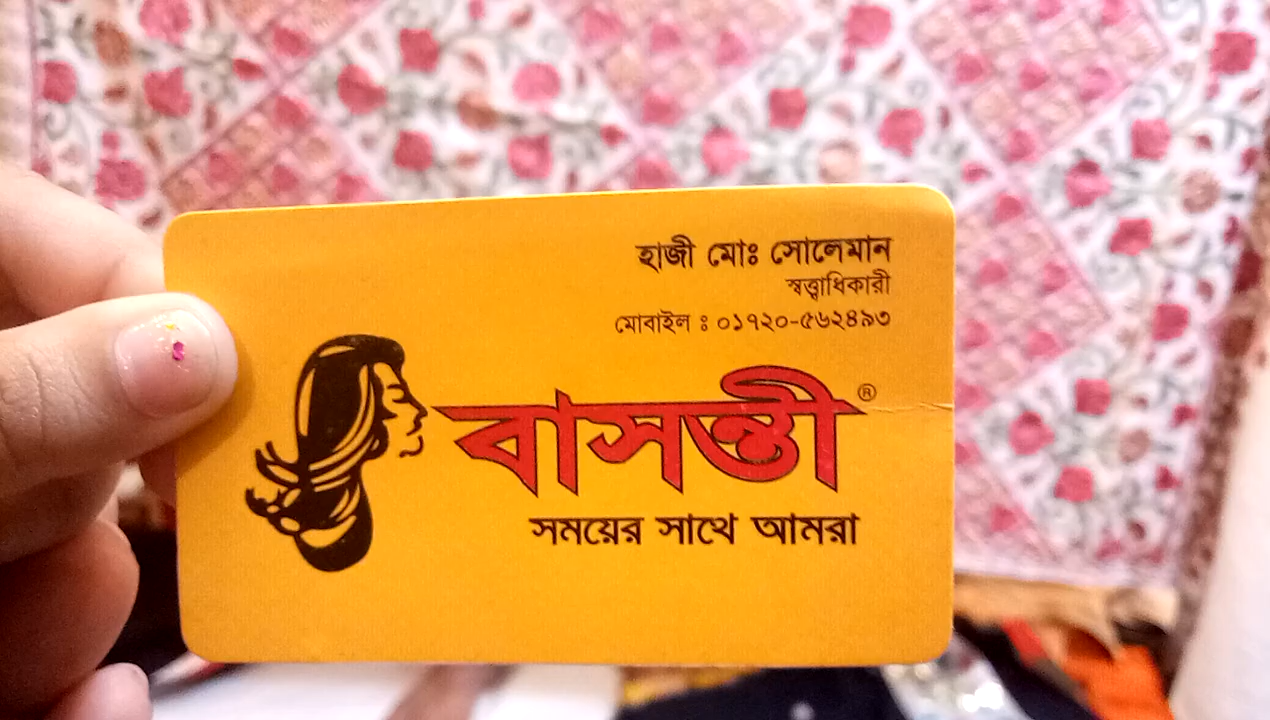 হাজী মোঃ সোলেমান
স্বত্ত্বাধিকারী
মোবাইল ঃ ০১৭২০-৫৬২৪৯৩
বাসন্তী ®
সময়ের সাথে আমরা